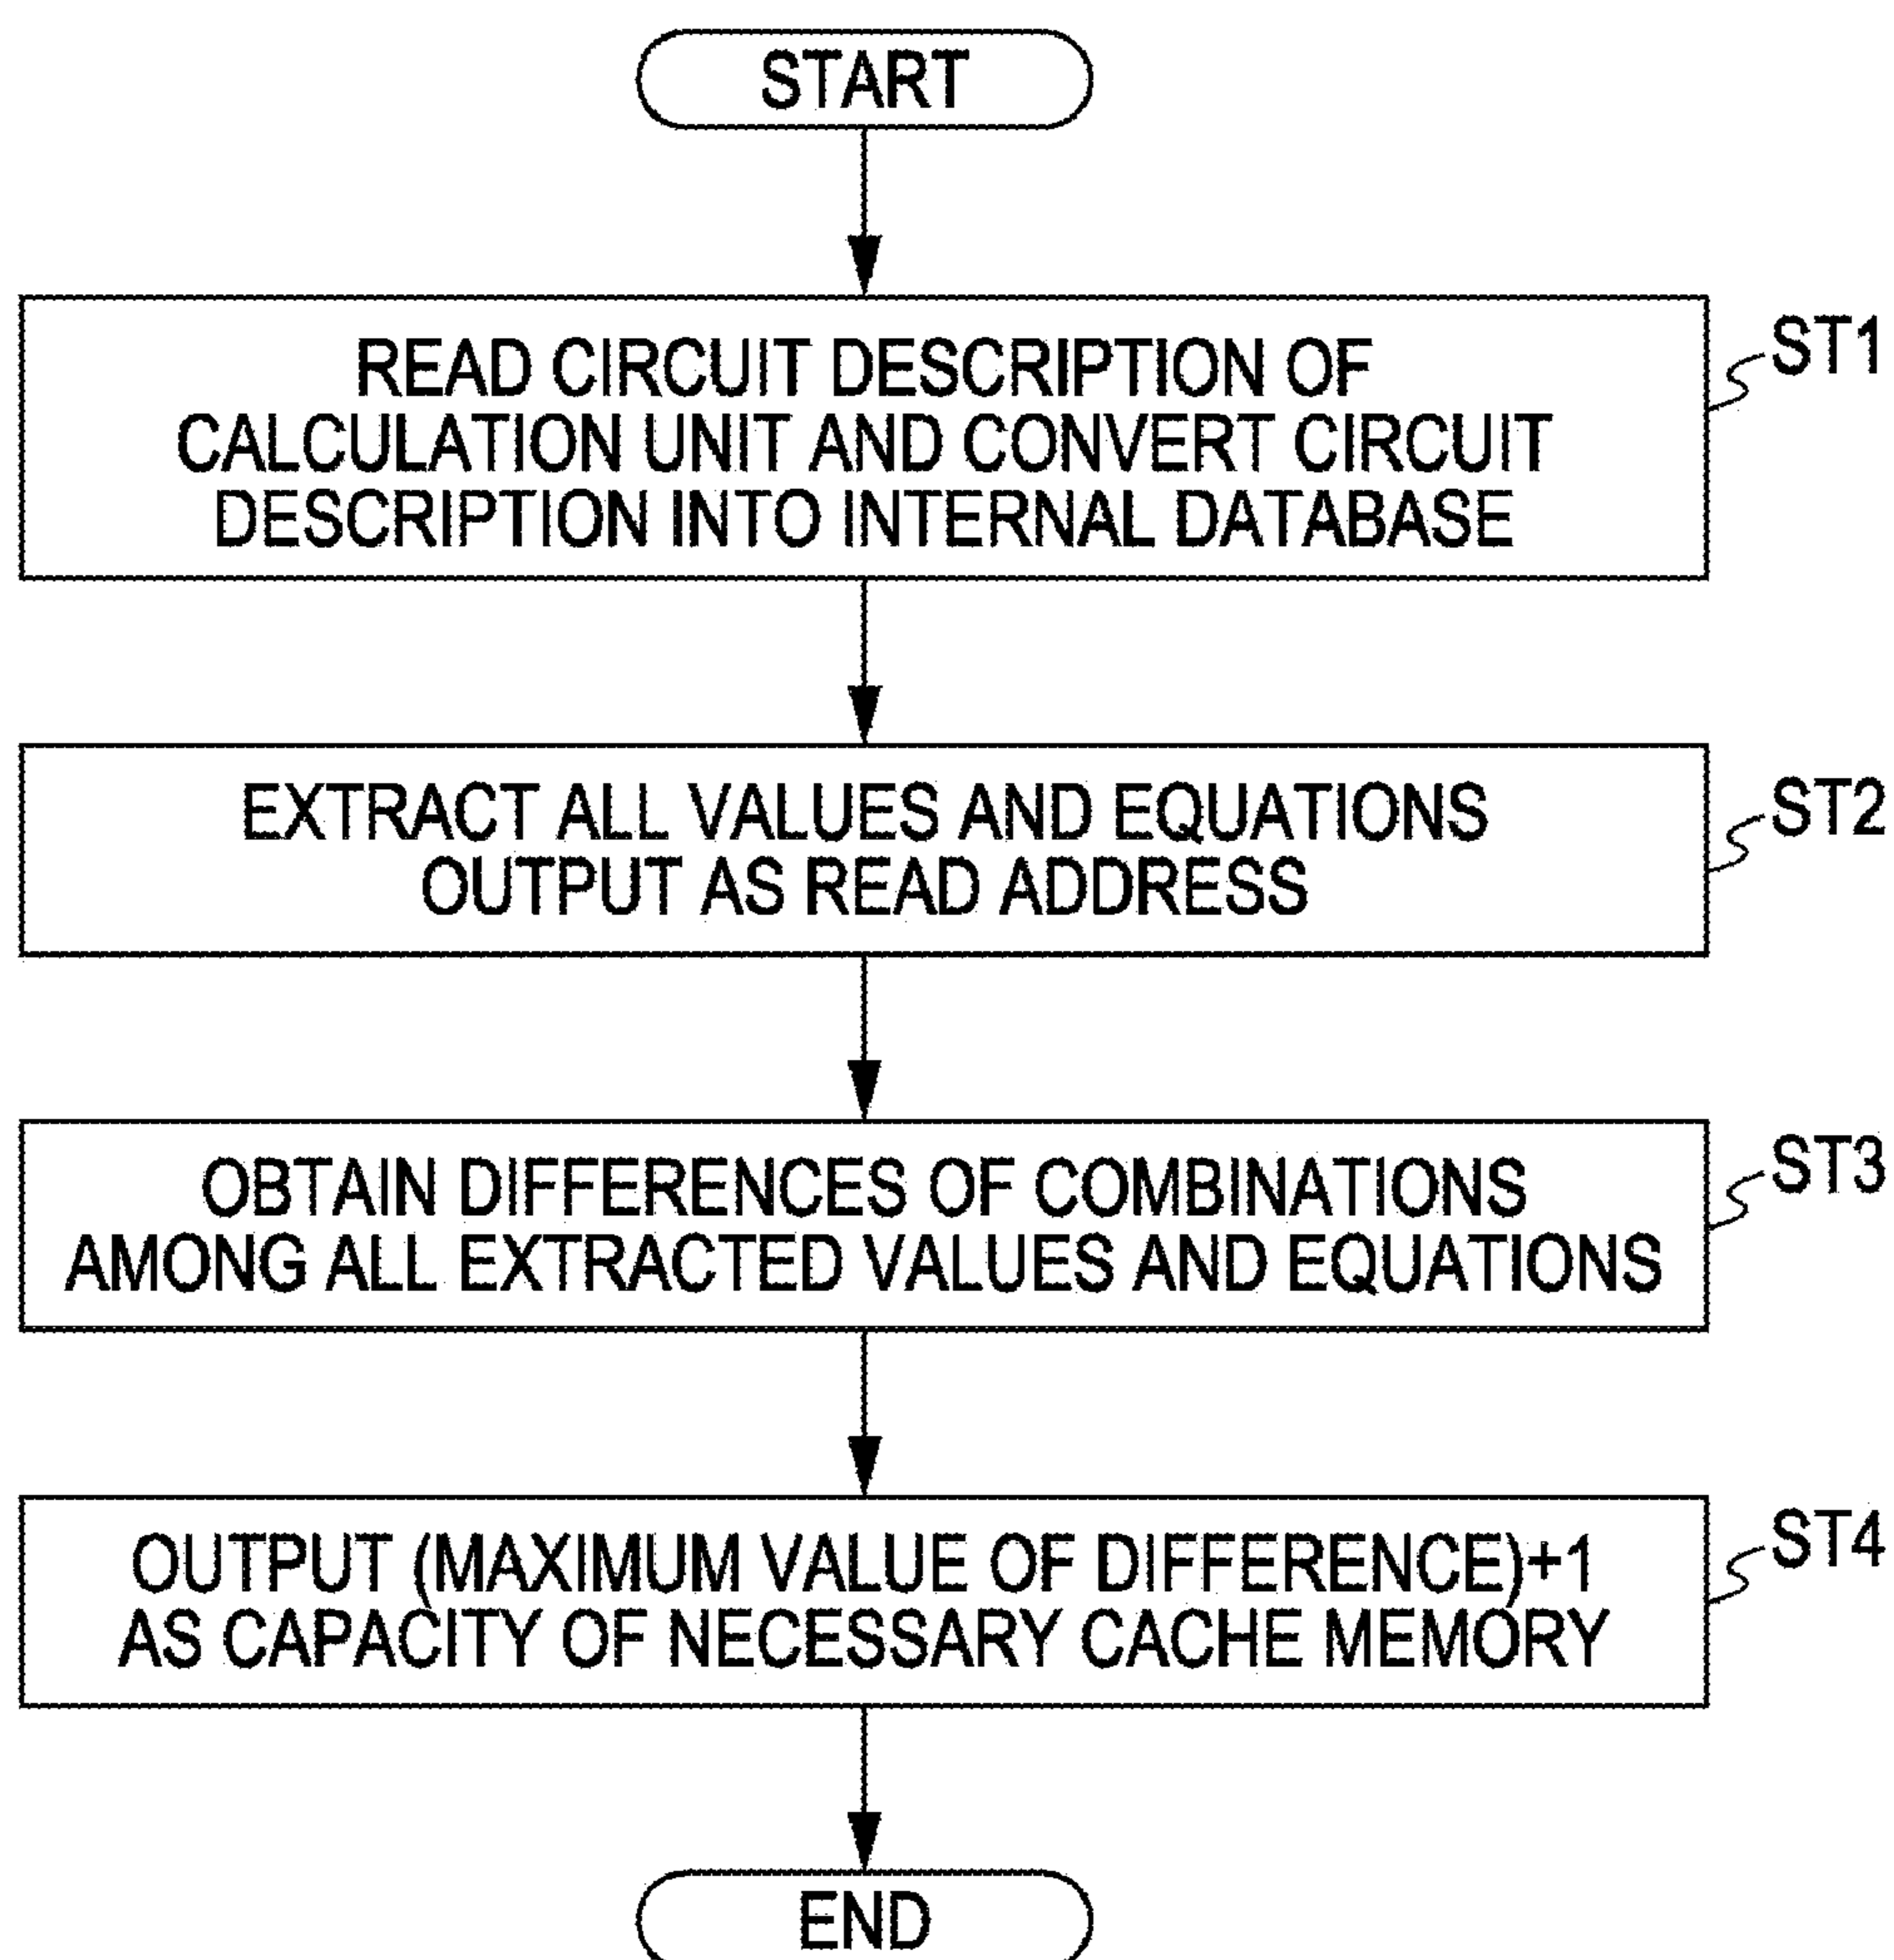 START
READ CIRCUIT DESCRIPTION OF
CALCULATION UNIT AND CONVERT CIRCUIT
DESCRIPTION INTO INTERNAL DATABASE
ST1
EXTRACT ALL VALUES AND EQUATIONS
OUTPUT AS READ ADDRESS
ST2
OBTAIN DIFFERENCES OF COMBINATIONS
AMONG ALL EXTRACTED VALUES AND EQUATIONS
ST3
OUTPUT (MAXIMUM VALUE OF DIFFERENCE)+1
AS CAPACITY OF NECESSARY CACHE MEMORY
ST4
END